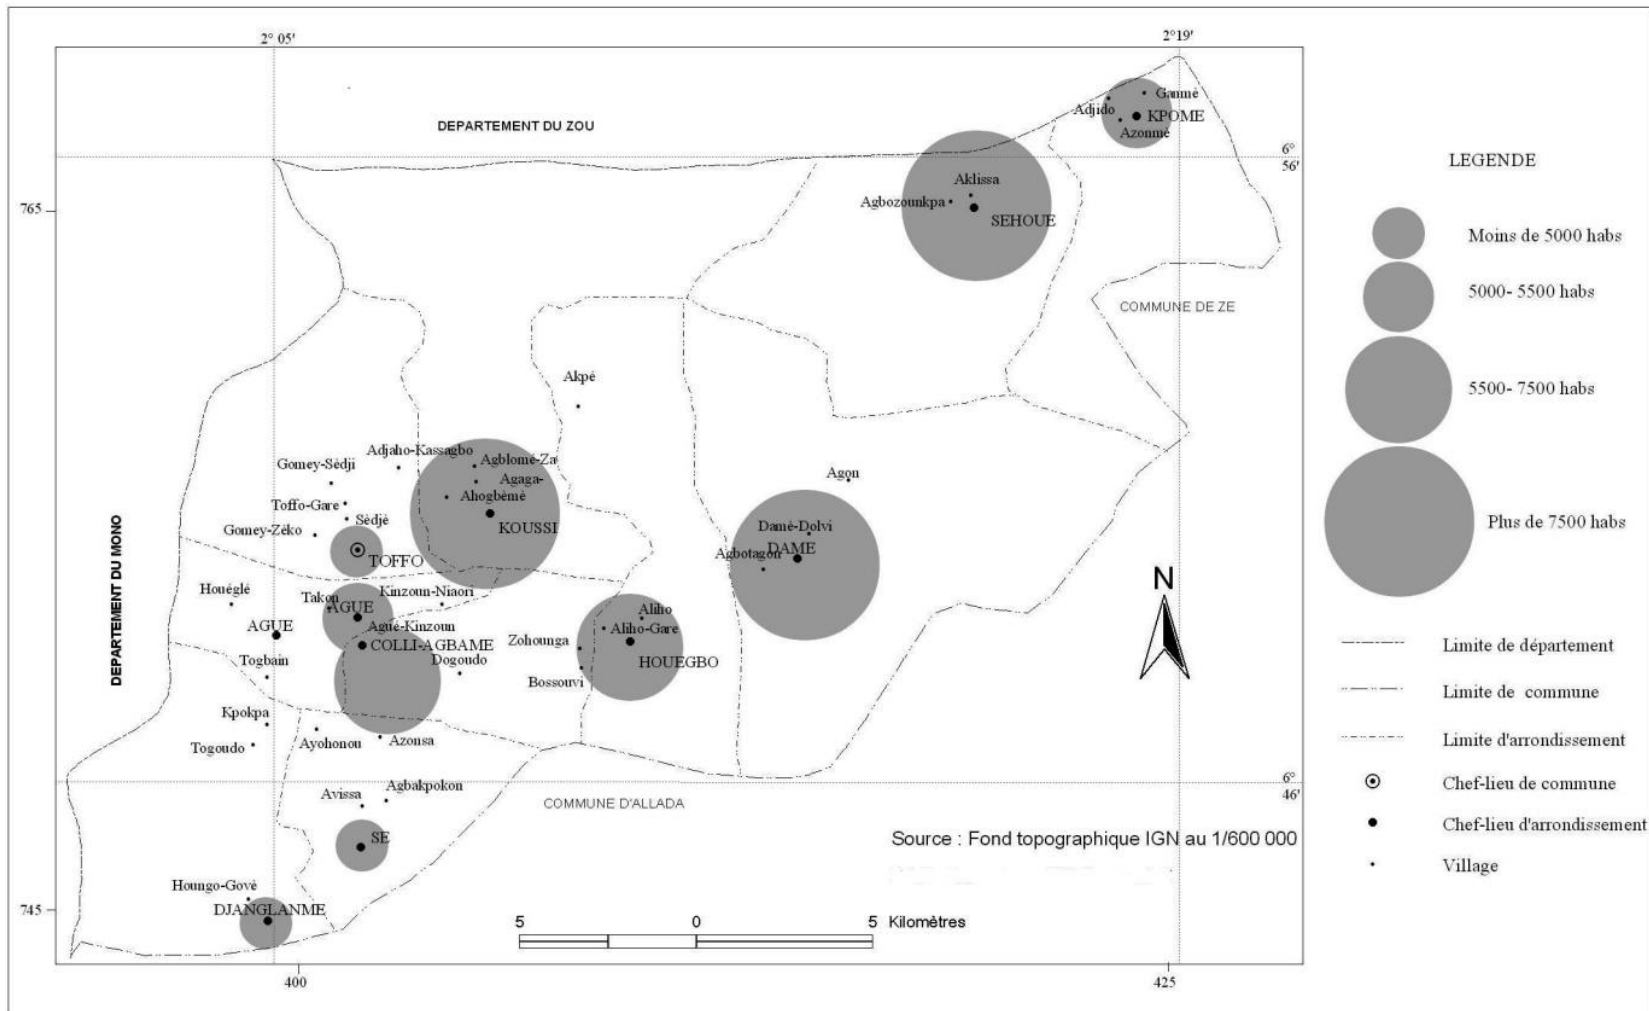 2° 05'
2° 19'
DEPARTEMENT DU ZOU
Adjido
Ganmè
KPOME
Azonmè
6°
56'
LEGENDE
765
Aklissa
Agbozounkpa
SEHOUE
Moins de 5000 habs
5000- 5500 habs
COMMUNE DE ZE
5500- 7500 habs
Akpé
Adjaho-Kassagbo
Gomey-Sèdji
Agblomé-Za
Agaga-
Agon
Ahogbèmè
Toffo-Gare
Sèdjè
KOUSSI
Plus de 7500 habs
Gomey-Zèko
Damè-Dolvi
DAME
Agbotagon
TOFFO
DEPARTEMENT DU MONO
N
Houéglé
Takon
AGUE
Kinzoun-Niaori
Aliho
AGUE
Agué-Kinzoun
Aliho-Gare
COLLI-AGBAME
Zohounga
HOUEGBO
Togbain
Dogoudo
Bossouvi
Limite de département
Limite de commune
Kpokpa
Togoudo
Ayohonou
Azonsa
Limite d'arrondissement
6°
46'
Avissa
Agbakpokon
COMMUNE D'ALLADA
Chef-lieu de commune
SE
Source : Fond topographique IGN au 1/600 000
Chef-lieu d'arrondissement
Village
Houngo-Govè
DJANGLANME
745
5 0 5 Kilomètres
400
425